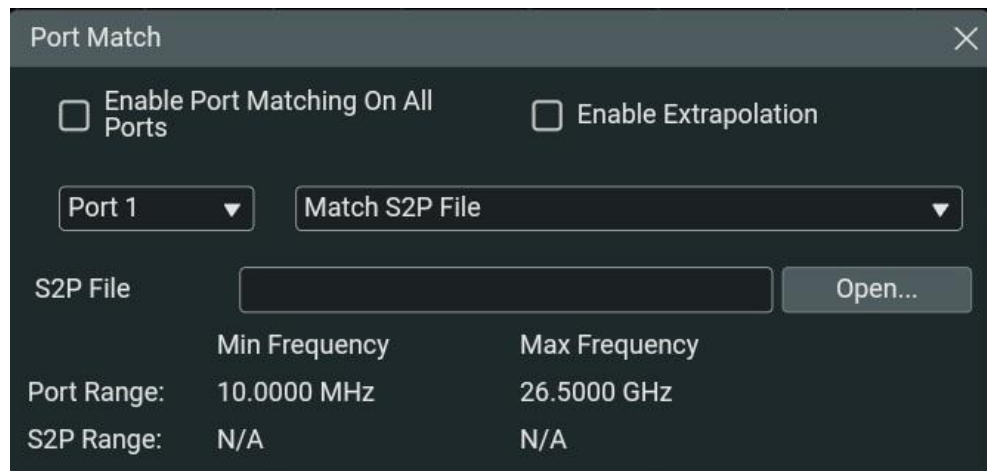 Port Match
Enable Port Matching On All
Ports
Enable Extrapolation
Port 1
Match S2P File
S2P File
Open...
Min Frequency Max Frequency
Port Range: 10.0000 MHz 26.5000 GHz
S2P Range: N/A N/A